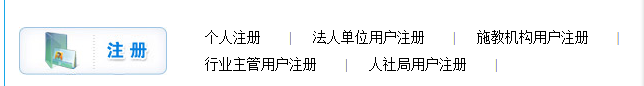 注 册
个人注册 | 法人单位用户注册 | 施教机构用户注册 |
行业主管用户注册 | 人社局用户注册 |